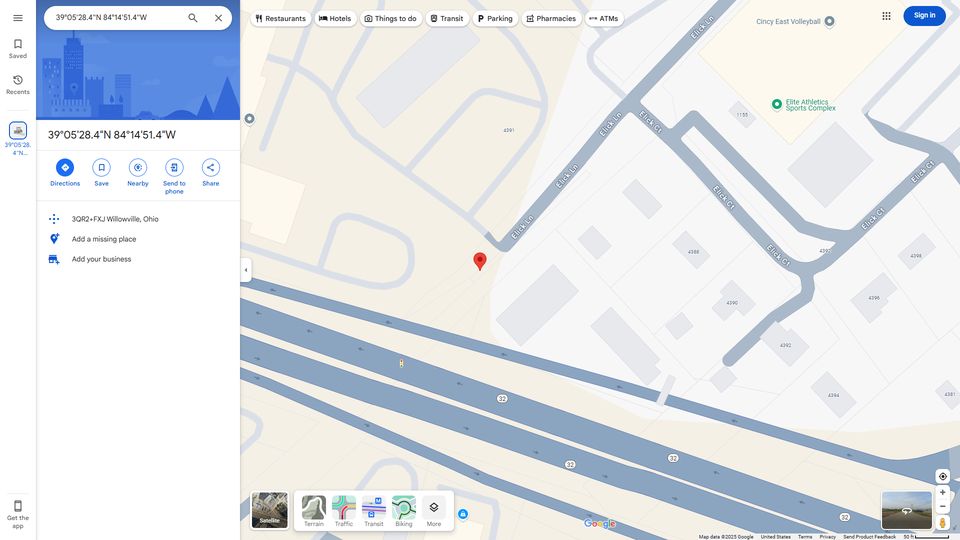 39°05'28.4"N 84°14'51.4"W
Restaurants
Hotels
Things to do
Transit
Parking
Pharmacies
ATMs
Sign in
Saved
Recents
39°05'28.
4"N...
39°05'28.4"N 84°14'51.4"W
Directions
Save
Nearby
Send to
phone
Share
3QR2+FXJ Willowville, Ohio
Add a missing place
Add your business
Get the
app
Elick Ln
Cincy East Volleyball
Elite Athletics
Sports Complex
1155
4391
Elick Ln
Elick Ct
Elick Ln
Elick Ln
Elick Ct
Elick Ct
Elick Ct
Elick Ct
4388
4392
4398
4390
4396
4392
4394
4381
32
32
32
32
Satellite
Terrain
Traffic
Transit
Biking
More
Google
Map data ©2025 Google
United States
Terms
Privacy
Send Product Feedback
50 ft